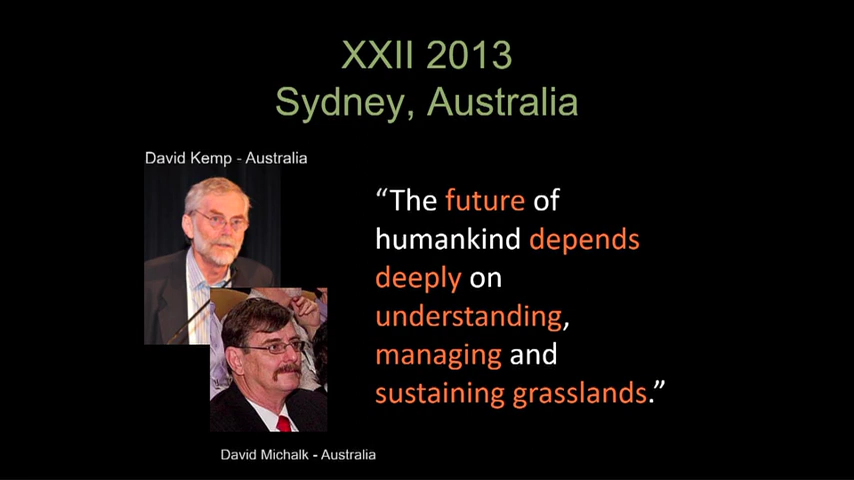 XXII 2013
Sydney, Australia
David Kemp - Australia
“The future of
humankind depends
deeply on
understanding,
managing and
sustaining grasslands.”
David Michalk - Australia